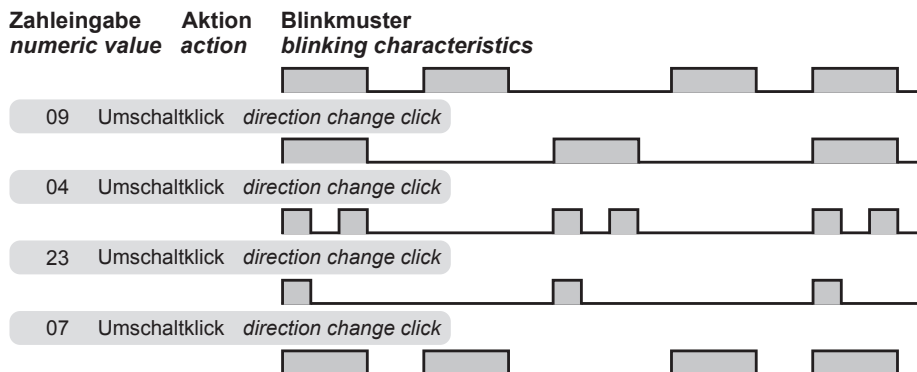 Zahleingabe Aktion Blinkmuster
numeric value action blinking characteristics
09 Umschaltklick direction change click
04 Umschaltklick direction change click
23 Umschaltklick direction change click
07 Umschaltklick direction change click